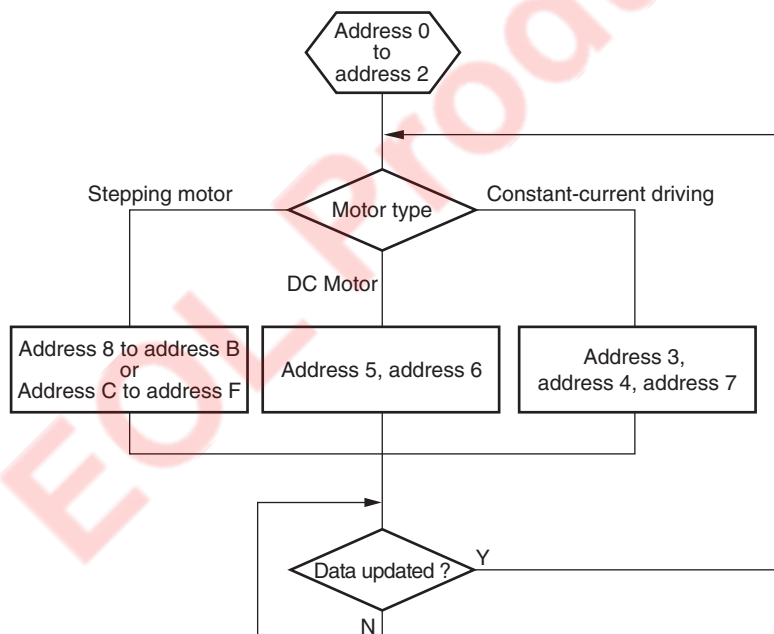 Address 0
to
address 2
Stepping motor
Motor type
Constant-current driving
DC Motor
Address 8 to address B
or
Address C to address F
Address 5, address 6
Address 3,
address 4, address 7
Data updated ?
Y
N
EOL Produ